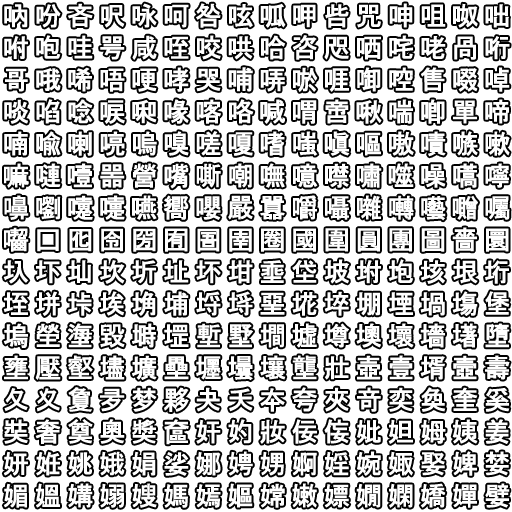 吶吩吝呎咏呵咎呟呱呷呰咒呻咀呶咄
咐咆哇咢咸咥咬哄哈咨咫哂咤咾咼哘
哥哦唏唔哽哮哭哺哢唹啀啣啌售啜啅
啖啗唸唳啝喙喀咯喊喟啻啾喘喞單啼
喃喩喇喨嗚嗅嗟嗄嗜嗤嗔嘔嗷嘖嗾嗽
嘛嗹噎噐營嘴嘶嘲嘸噫噤嘯噬噪嚆嚀
嚊嚠嚔嚏嚥嚮嚶嚴囂嚼囁囃囀囈囎囑
囓囗囮囹圀囿圄圉圈國圍圓團圖嗇圜
圦圷圸坎圻址坏坩埀垈坡坿垉垓垠垳
垤垪垰埃埆埔埒埓堊埖埣堋堙堝塲堡
塢塋塰毀塒堽塹墅墹墟墫墺壞墻墸墮
壅壓壑壗壙壘壥壜壤壟壯壺壹壻壼壽
夂夊夐夛梦夥夬夭夲夸夾竒奕奐奎奚
奘奢奠奧奬奩奸妁妝佞侫妣妲姆姨姜
妍姙姚娥娟娑娜娉娚婀婬婉娵娶婢婪
媚媼媾嫋嫂媽嫣嫗嫦嫩嫖嫺嫻嬌嬋嬖